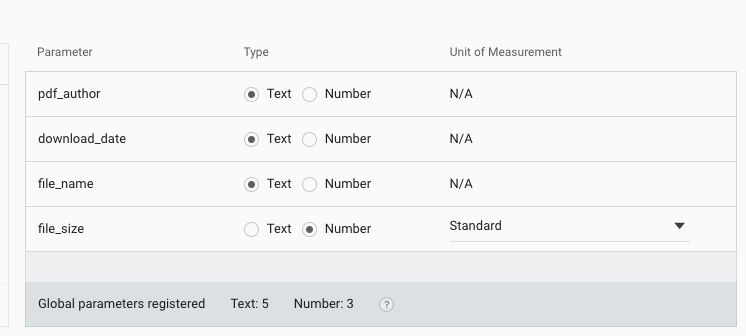 Parameter Type Unit of Measurement
pdf_author Text Number N/A
download_date Text Number N/A
file_name Text Number N/A
file_size Text Number Standard
Global parameters registered Text: 5 Number: 3 ?